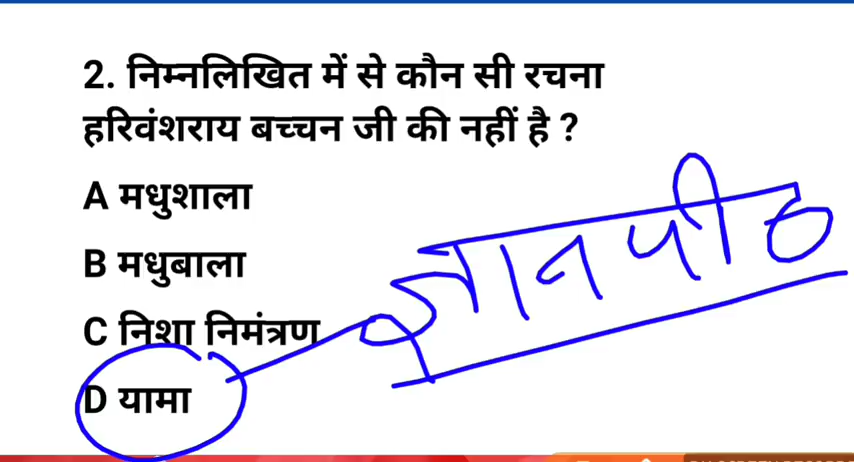 2. निम्नलिखित में से कौन सी रचना
हरिवंशराय बच्चन जी की नहीं है ?
A मधुशाला
B मधुबाला
C निशा निमंत्रण
D यामा
ज्ञानपीठ